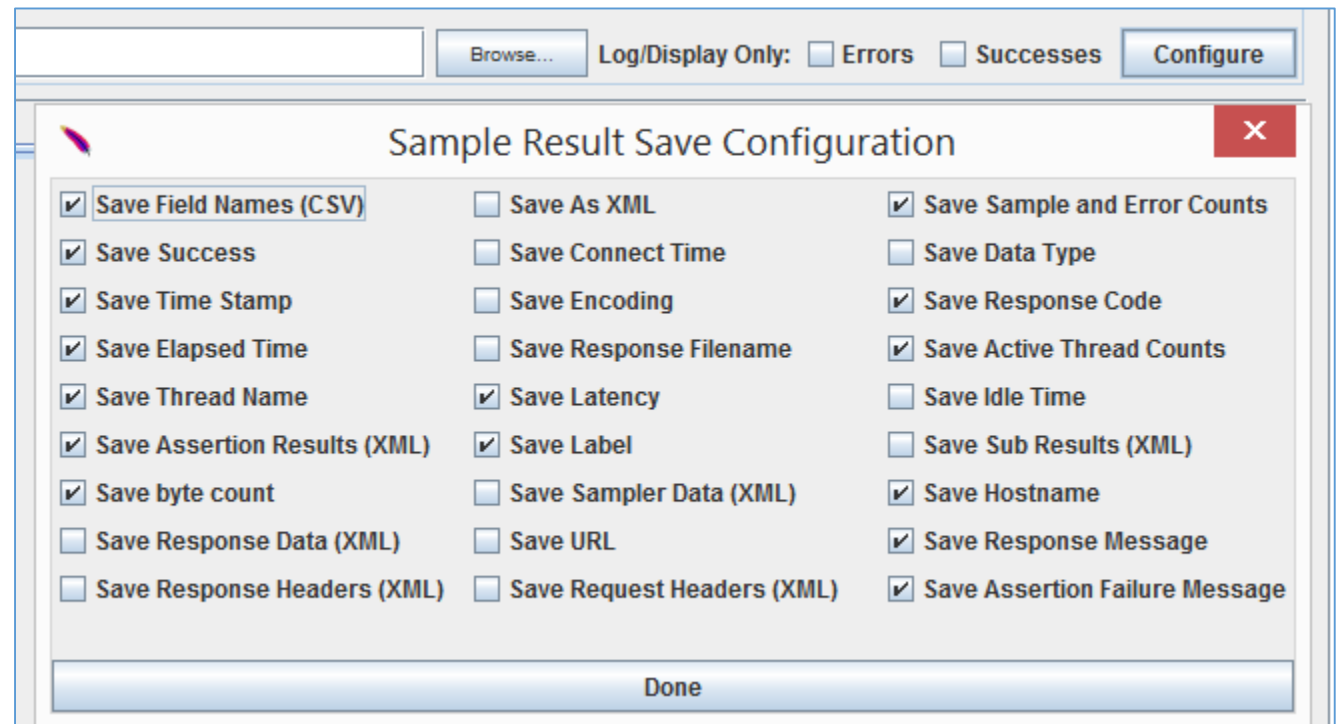 Browse... Log/Display Only: Errors Successes Configure
Sample Result Save Configuration
Save Field Names (CSV) Save As XML Save Sample and Error Counts
Save Success Save Connect Time Save Data Type
Save Time Stamp Save Encoding Save Response Code
Save Elapsed Time Save Response Filename Save Active Thread Counts
Save Thread Name Save Latency Save Idle Time
Save Assertion Results (XML) Save Label Save Sub Results (XML)
Save byte count Save Sampler Data (XML) Save Hostname
Save Response Data (XML) Save URL Save Response Message
Save Response Headers (XML) Save Request Headers (XML) Save Assertion Failure Message
Done